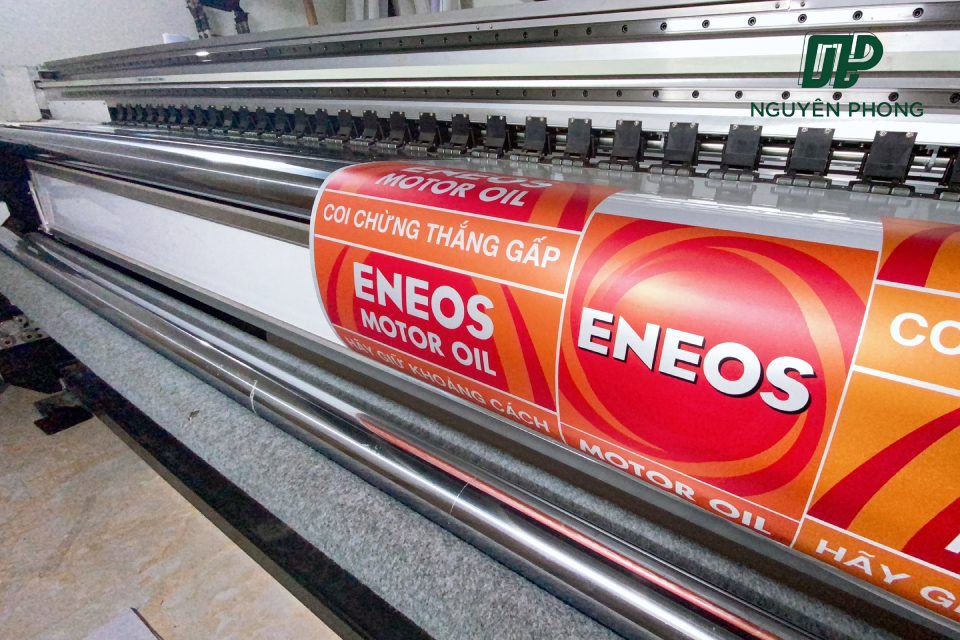 NGUYÊN PHONG
ENEOS
MOTOR OIL
COI CHỪNG THẮNG GẤP
ENEOS
MOTOR OIL
HÃY GIỮ KHOẢNG CÁCH
ENEOS
MOTOR OIL
CO
HÃY G